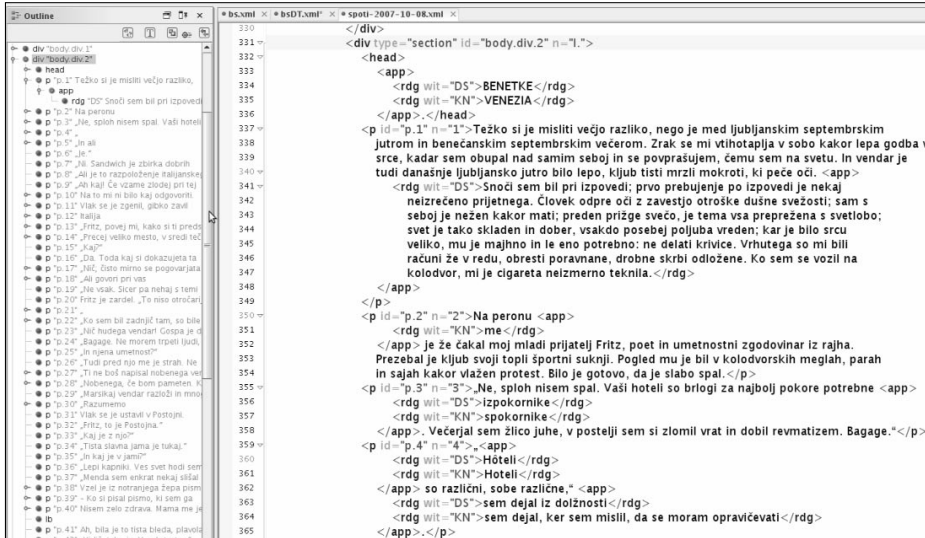 Outline
div "body.div.1"
div "body.div.2"
head
p "p.1" Težko si je misliti večjo razliko,
app
rdg "DS" Snoči sem bil pri izpovedi
p "p.2" Na peronu
p "p.3" „Ne, sploh nisem spal. Vaši hoteli
p "p.4" „
p "p.5" "In ali
p "p.6" „Je."
p "p.7" „Ni. Sandwich je zbirka dobrih
p "p.8" „Ali je to razpoloženje italijanskej
p "p.9" „Ah kaj! Če vzame zlodej pri tej
p "p.10" Na to mi ni bilo kaj odgovoriti.
p "p.11" Vlak se je zgenil, gibko zavil
p "p.12" Italija.
p "p.13" „Fritz, povej mi, kako si ti preds
p "p.14" „Precej veliko mesto, v sredi teč
p "p.15" „Kaj?"
p "p.16" "Da. Toda kaj si dokazujeta ta
p "p.17" „Nič; čisto mirno se pogovarjata
p "p.18" "Ali govori pri vas
p "p.19" „Ne vsak. Sicer pa nehaj s temi
p "p.20" Fritz je zardel. „To niso otročarij
p "p.21" „
p "p.22" „Ko sem bil zadnjič tam, so bile
p "p.23" „Nič hudega vendar! Gospa je d
p "p.24" „Bagage. Ne morem trpeti ljudi,
p "p.25" „In njena umetnost?"
p "p.26" „Tudi pred njo me je strah. Ne
p "p.27" „Ti ne boš napisal nobenega ver
p "p.28" „Nobenega, če bom pameten. K
p "p.29" „Marsikaj vendar razloži in mnog
p "p.30" „Razumemo
p "p.31" Vlak se je ustavil v Postojni.
p "p.32" „Fritz, to je Postojna."
p "p.33" „Kaj je z njo?"
p "p.34" „Tista slavna jama je tukaj."
p "p.35" „In kaj je v jami?"
p "p.36" „Lepi kapniki. Ves svet hodi sem
p "p.37" „Menda sem enkrat nekaj slišal
p "p.38" Vzel je iz notranjega žepa pism
p "p.39" – Ko si pisal pismo, ki sem ga
p "p.40" Nisem zelo zdrava. Mama me je
lb
p "p.41" Ah, bila je to tista bleda, plavola
bs.xml × bsDT.xml* × spoti-2007-10-08.xml ×
330 </div>
331 <div type="section" id="body.div.2" n="I.">
332 <head>
333 <app>
334 <rdg wit="DS">BENETKE</rdg>
335 <rdg wit="KN">VENEZIA</rdg>
336 </app>.</head>
337 <p id="p.1" n="1">Težko si je misliti večjo razliko, nego je med ljubljanskim septembrskim
338 jutrom in benečanskim septembrskim večerom. Zrak se mi vtihotaplja v sobo kakor lepa godba v
339 srce, kadar sem obupal nad samim seboj in se povprašujem, čemu sem na svetu. In vendar je
340 tudi današnje ljubljansko jutro bilo lepo, kljub tisti mrzli mokroti, ki peče oči. <app>
341 <rdg wit="DS">Snoči sem bil pri izpovedi; prvo prebujenje po izpovedi je nekaj
342 neizrečeno prijetnega. Človek odpre oči z zavestjo otroške dušne svežosti; sam s
343 seboj je nežen kakor mati; preden prižge svečo, je tema vsa preprežena s svetlobo;
344 svet je tako skladen in dober, vsakdo posebej poljuba vreden; kar je bilo srcu
345 veliko, mu je majhno in le eno potrebno: ne delati krivice. Vrhutega so mi bili
346 računi že v redu, obresti poravnane, drobne skrbi odložene. Ko sem se vozil na
347 kolodvor, mi je cigareta neizmerno teknila.</rdg>
348 </app>
349 </p>
350 <p id="p.2" n="2">Na peronu <app>
351 <rdg wit="KN">me</rdg>
352 </app> je že čakal moj mladi prijatelj Fritz, poet in umetnostni zgodovinar iz rajha.
353 Prezebal je kljub svoji topli športni suknji. Pogled mu je bil v kolodvorskih meglah, parah
354 in sajah kakor vlažen protest. Bilo je gotovo, da je slabo spal.</p>
355 <p id="p.3" n="3">„Ne, sploh nisem spal. Vaši hoteli so brlogi za najbolj pokore potrebne <app>
356 <rdg wit="DS">izpokornike</rdg>
357 <rdg wit="KN">spokornike</rdg>
358 </app>. Večerjal sem žlico juhe, v postelji sem si zlomil vrat in dobil revmatizem. Bagage."</p>
359 <p id="p.4" n="4">„<app>
360 <rdg wit="DS">Hôteli</rdg>
361 <rdg wit="KN">Hoteli</rdg>
362 </app> so različni, sobe različne," <app>
363 <rdg wit="DS">sem dejal iz dolžnosti</rdg>
364 <rdg wit="KN">sem dejal, ker sem mislil, da se moram opravičevati</rdg>
365 </app>.</p>